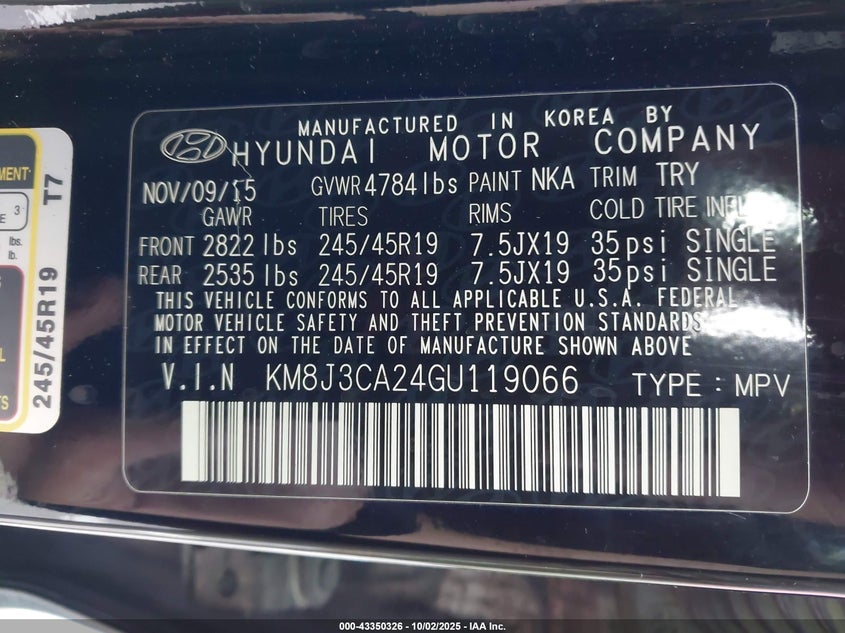 MANUFACTURED IN KOREA BY
HYUNDAI MOTOR COMPANY
NOV/09/15 GVWR 4784lbs PAINT NKA TRIM TRY
GAWR TIRES RIMS COLD TIRE INFL
FRONT 2822 lbs 245/45R19 7.5JX19 35psi SINGLE
REAR 2535 lbs 245/45R19 7.5JX19 35psi SINGLE
THIS VEHICLE CONFORMS TO ALL APPLICABLE U.S.A. FEDERAL
MOTOR VEHICLE SAFETY AND THEFT PREVENTION STANDARDS
IN EFFECT ON THE DATE OF MANUFACTURE SHOWN ABOVE
V.I.N KM8J3CA24GU119066 TYPE : MPV
MENT
3
lbs.
lb.
245/45R19 T7
000-43350326 - 10/02/2025 - IAA Inc.